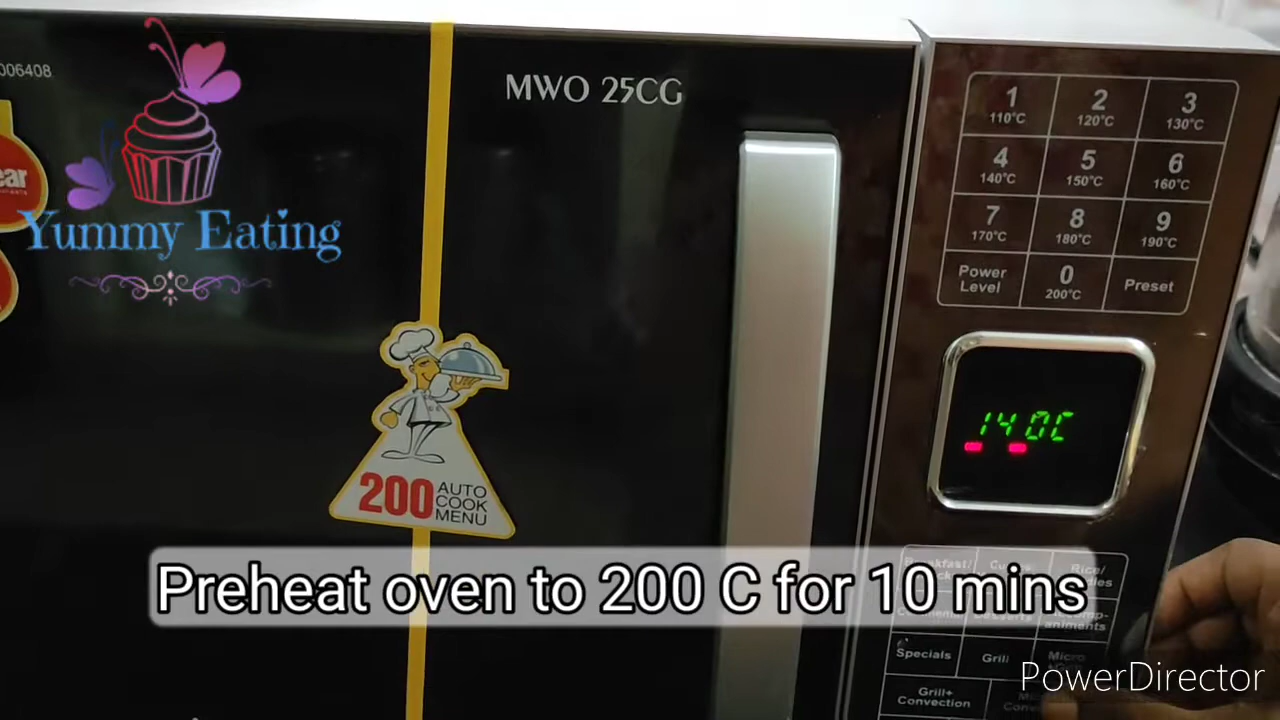 006408
MWO 25CG
Yummy Eating
1
110°C
2
120°C
3
130°C
4
140°C
5
150°C
6
160°C
7
170°C
8
180°C
9
190°C
Power
Level
0
200°C
Preset
140C
200 AUTO
COOK
MENU
Preheat oven to 200 C for 10 mins
Specials
Grill
Grill+
Convection
PowerDirector